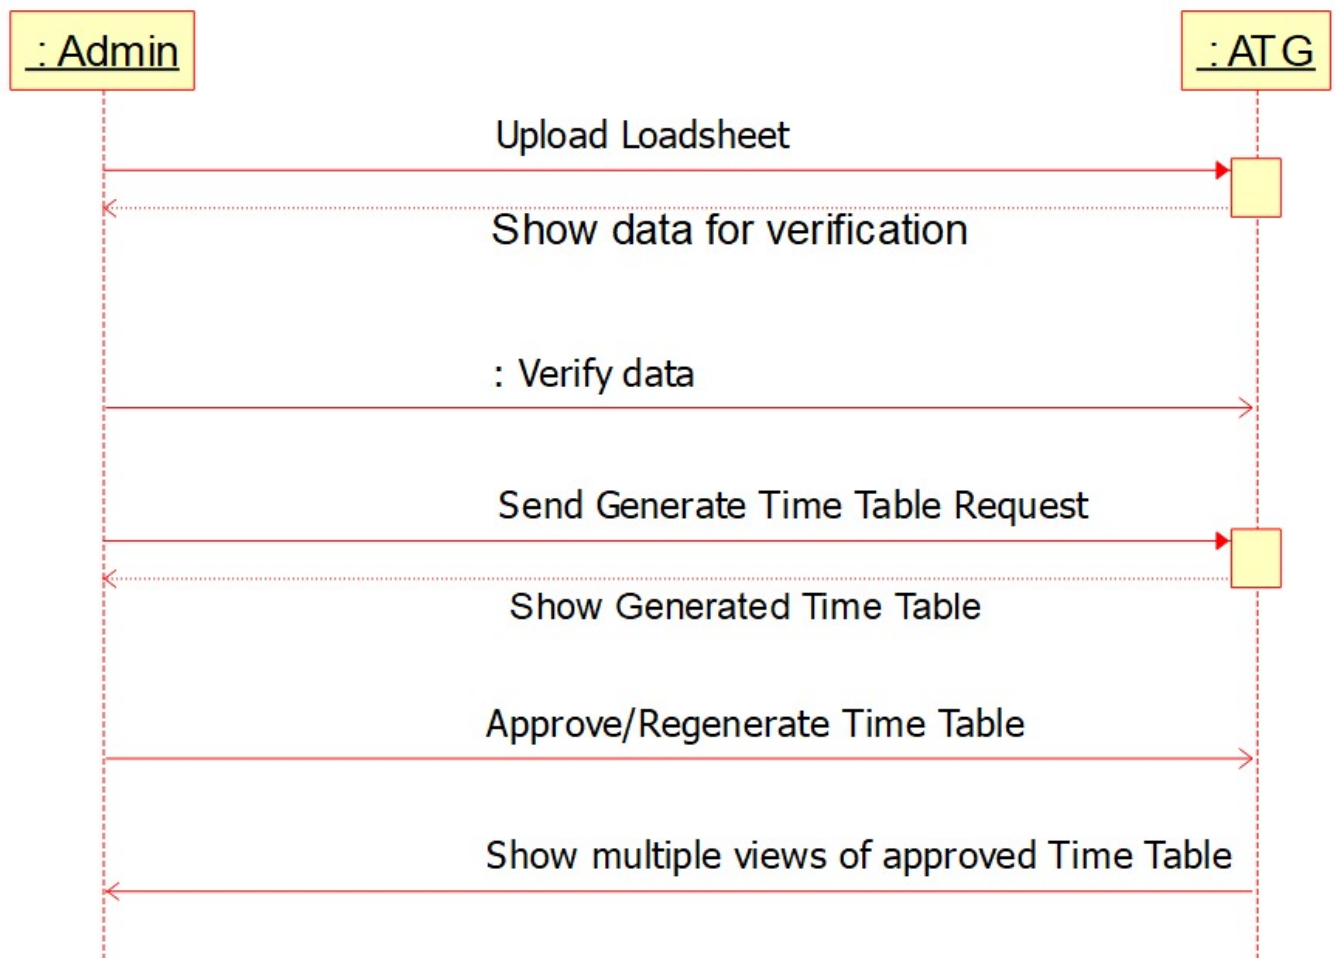 : Admin
: ATG
Upload Loadsheet
Show data for verification
: Verify data
Send Generate Time Table Request
Show Generated Time Table
Approve/Regenerate Time Table
Show multiple views of approved Time Table